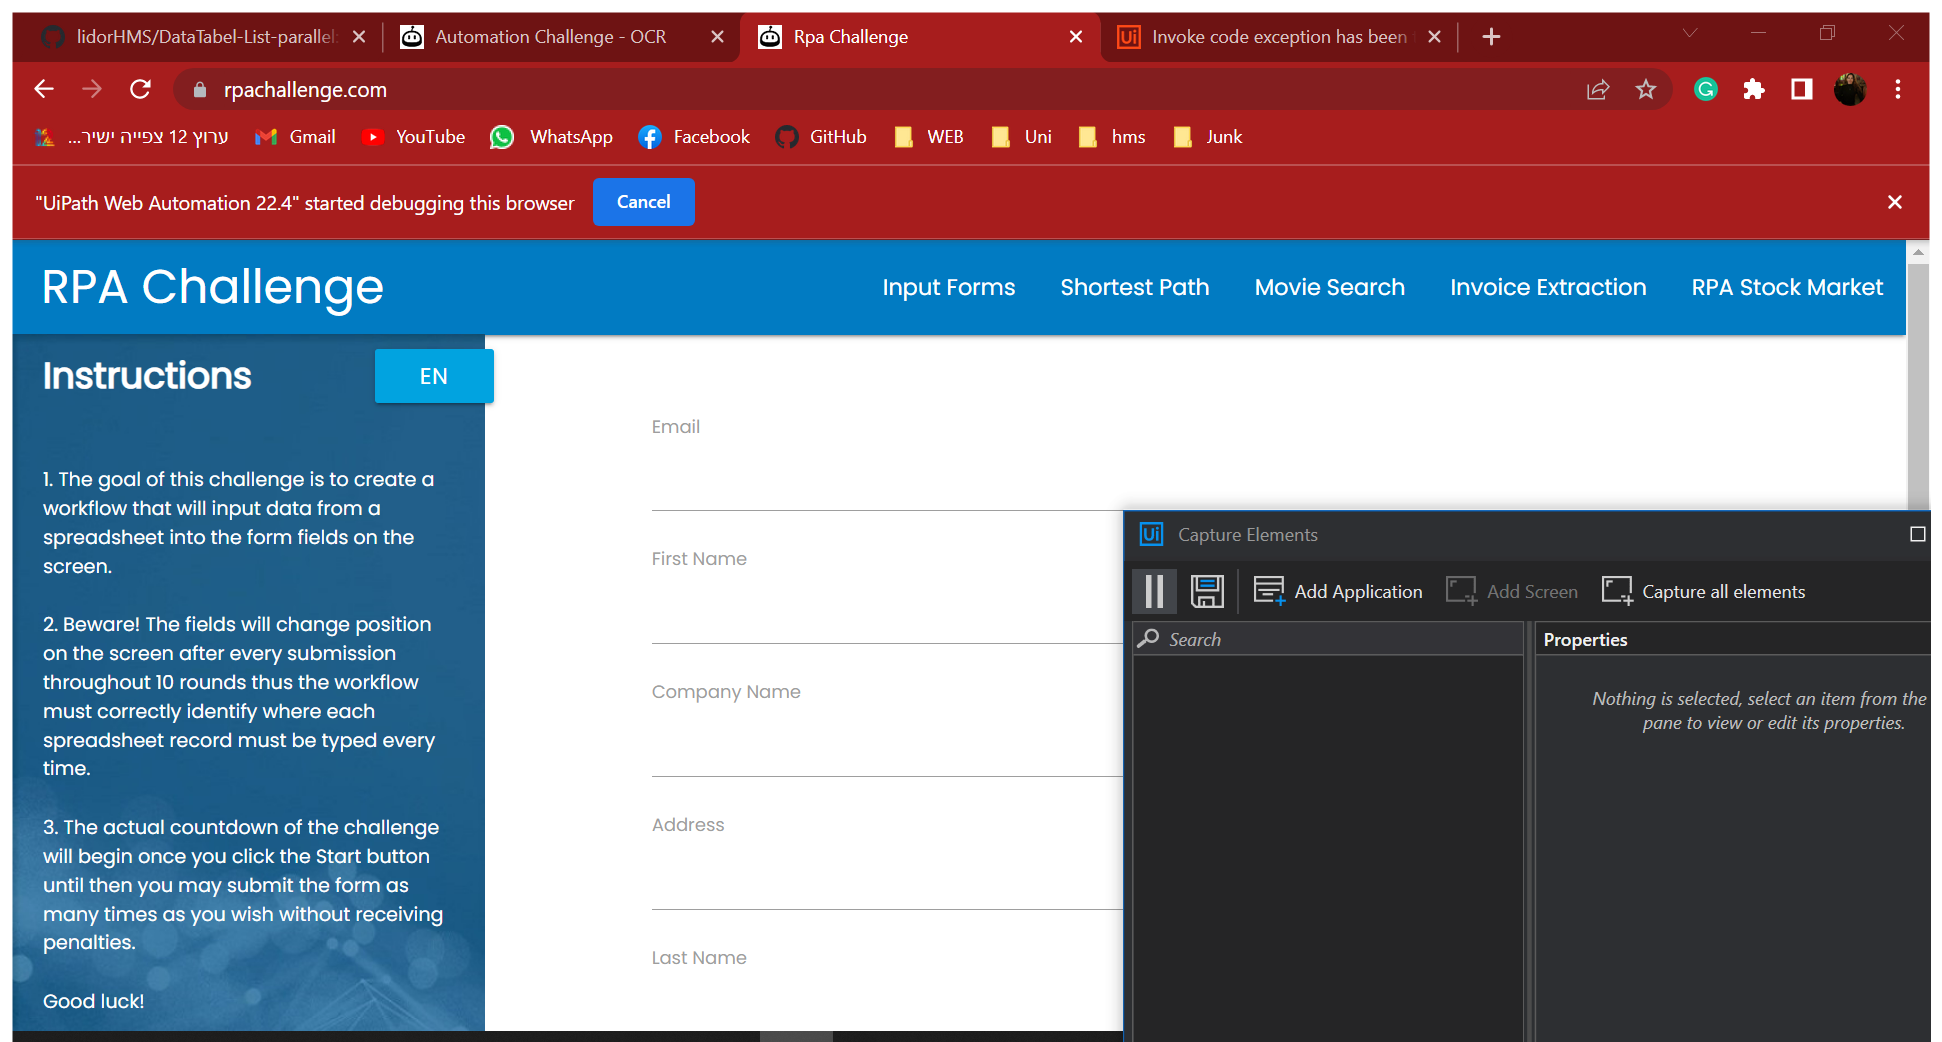 lidorHMS/DataTabel-List-parallel
Automation Challenge - OCR
Rpa Challenge
Invoke code exception has been
rpachallenge.com
ערוץ 12 צפייה ישיר...
Gmail
YouTube
WhatsApp
Facebook
GitHub
WEB
Uni
hms
Junk
"UiPath Web Automation 22.4" started debugging this browser
Cancel
RPA Challenge
Input Forms
Shortest Path
Movie Search
Invoice Extraction
RPA Stock Market
Instructions
EN
1. The goal of this challenge is to create a
workflow that will input data from a
spreadsheet into the form fields on the
screen.
2. Beware! The fields will change position
on the screen after every submission
throughout 10 rounds thus the workflow
must correctly identify where each
spreadsheet record must be typed every
time.
3. The actual countdown of the challenge
will begin once you click the Start button
until then you may submit the form as
many times as you wish without receiving
penalties.
Good luck!
Email
First Name
Company Name
Address
Last Name
Ui
Capture Elements
Add Application
Add Screen
Capture all elements
Search
Properties
Nothing is selected, select an item from the
pane to view or edit its properties.